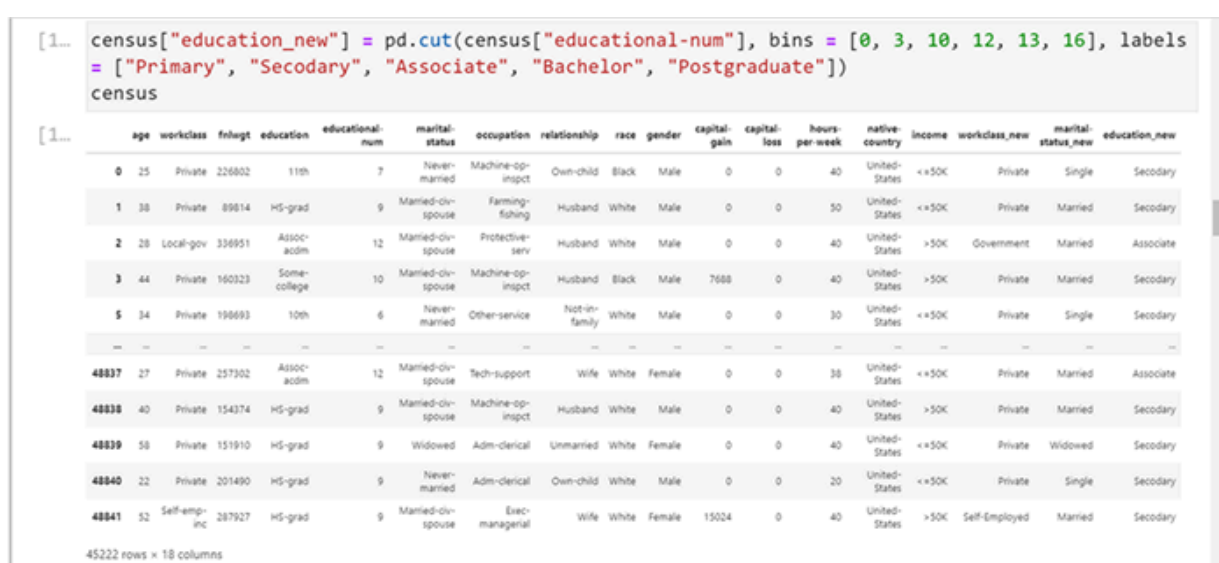 [1… census["education_new"] = pd.cut(census["educational-num"], bins = [0, 3, 10, 12, 13, 16], labels
= ["Primary", "Secodary", "Associate", "Bachelor", "Postgraduate"])
census
[1… age workclass fnlwgt education educational-num marital-status occupation relationship race gender capital-gain capital-loss hours-per-week native-country income workclass_new marital-status_new education_new
0 25 Private 226802 11th 7 Never-married Machine-op-inspct Own-child Black Male 0 0 40 United-States <=50K Private Single Secodary
1 38 Private 89814 HS-grad 9 Married-civ-spouse Farming-fishing Husband White Male 0 0 50 United-States <=50K Private Married Secodary
2 28 Local-gov 336951 Assoc-acdm 12 Married-civ-spouse Protective-serv Husband White Male 0 0 40 United-States >50K Government Married Associate
3 44 Private 160323 Some-college 10 Married-civ-spouse Machine-op-inspct Husband Black Male 7688 0 40 United-States >50K Private Married Secodary
5 34 Private 198693 10th 6 Never-married Other-service Not-in-family White Male 0 0 30 United-States <=50K Private Single Secodary
... ... ... ... ... ... ... ... ... ... ... ... ... ... ... ... ... ... ...
48837 27 Private 257302 Assoc-acdm 12 Married-civ-spouse Tech-support Wife White Female 0 0 38 United-States <=50K Private Married Associate
48838 40 Private 154374 HS-grad 9 Married-civ-spouse Machine-op-inspct Husband White Male 0 0 40 United-States >50K Private Married Secodary
48839 58 Private 151910 HS-grad 9 Widowed Adm-clerical Unmarried White Female 0 0 40 United-States <=50K Private Widowed Secodary
48840 22 Private 201490 HS-grad 9 Never-married Adm-clerical Own-child White Male 0 0 20 United-States <=50K Private Single Secodary
48841 52 Self-emp-inc 287927 HS-grad 9 Married-civ-spouse Exec-managerial Wife White Female 15024 0 40 United-States >50K Self-Employed Married Secodary
45222 rows × 18 columns